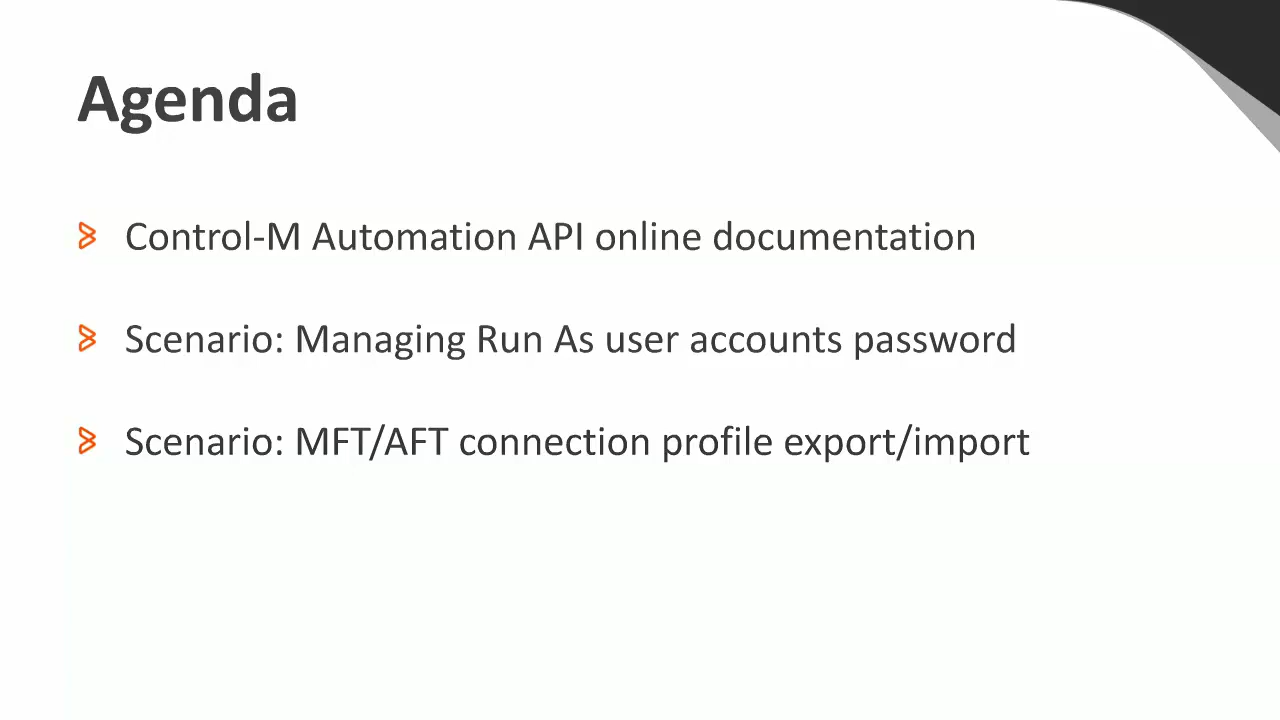 Agenda
Control-M Automation API online documentation
Scenario: Managing Run As user accounts password
Scenario: MFT/AFT connection profile export/import